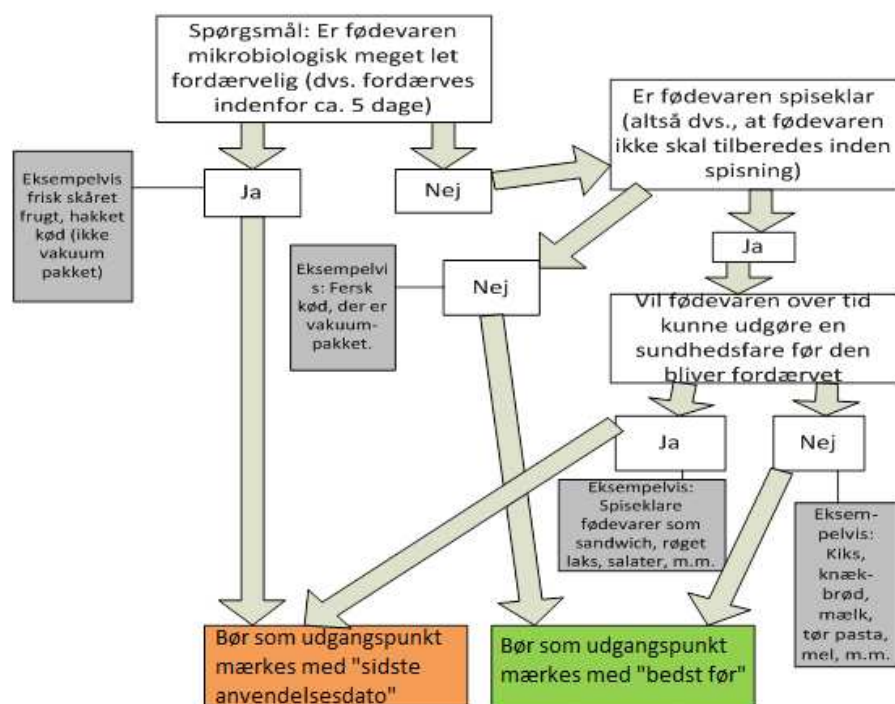 Spørgsmål: Er fødevaren
mikrobiologisk meget let
fordærvelig (dvs. fordærves
indenfor ca. 5 dage)
Er fødevaren spiseklar
(altså dvs., at fødevaren
ikke skal tilberedes inden
spisning)
Eksempelvis
frisk skåret
frugt, hakket
kød (ikke
vakuum
pakket)
Ja
Nej
Ja
Eksempelvi
s: Fersk
kød, der er
vakuum-
pakket.
Nej
Vil fødevaren over tid
kunne udgøre en
sundhedsfare før den
bliver fordærvet
Ja
Nej
Eksempelvis:
Spiseklare
fødevarer som
sandwich, røget
laks, salater, m.m.
Eksem-
pelvis:
Kiks,
knæk-
brød,
mælk,
tør pasta,
mel, m.m.
Bør som udgangspunkt
mærkes med "sidste
anvendelsesdato"
Bør som udgangspunkt
mærkes med "bedst før"